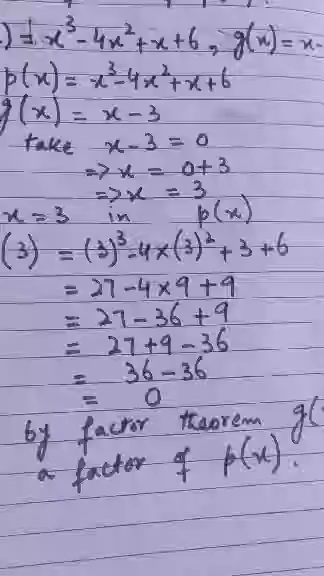 .) x³-4x²+x+6, g(x)=x-
p(x) = x³-4x²+x+6
g(x) = x-3
take x-3=0
=>x = 0+3
=>x = 3
x=3 in p(x)
(3) = (3)³-4×(3)²+3+6
= 27-4×9+9
= 27-36+9
= 27+9-36
= 36-36
= 0
by factor theorem g(
a factor of p(x).